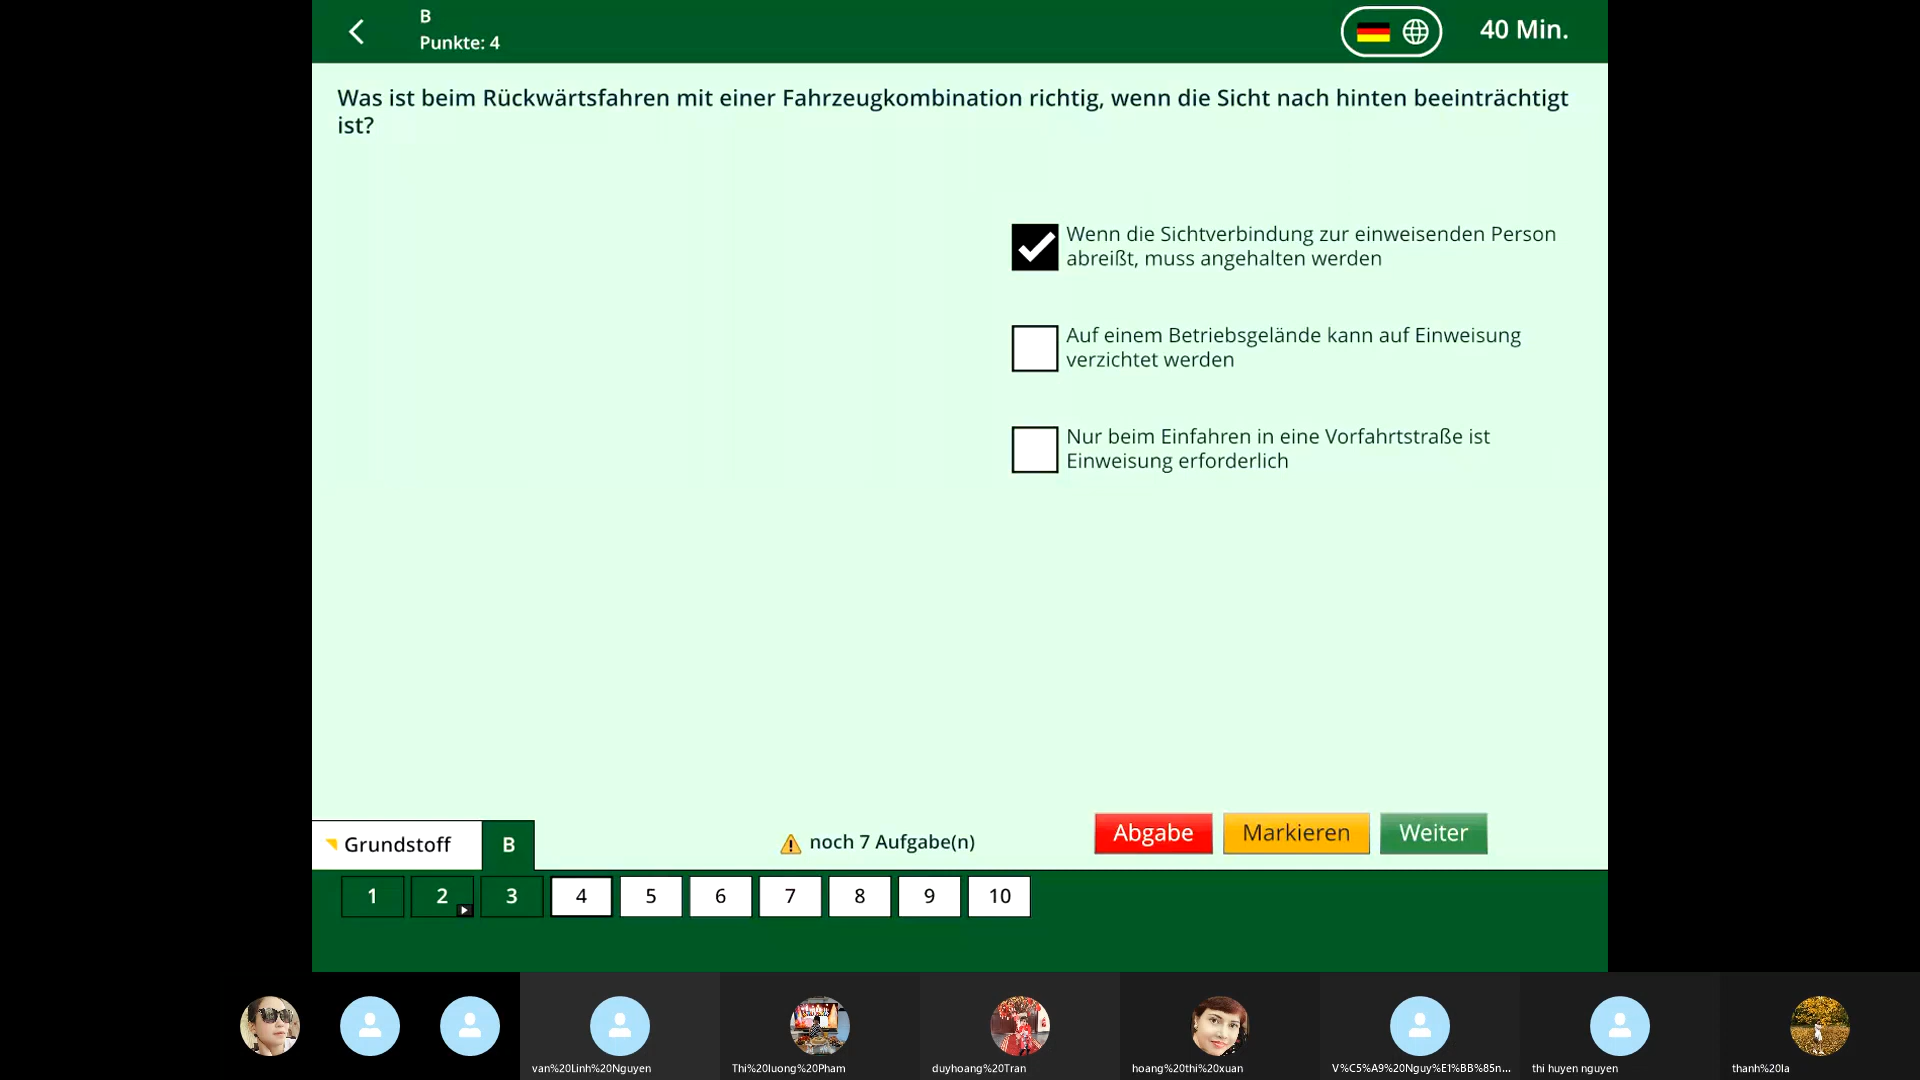 B
Punkte: 4
40 Min.
Was ist beim Rückwärtsfahren mit einer Fahrzeugkombination richtig, wenn die Sicht nach hinten beeinträchtigt
ist?
Wenn die Sichtverbindung zur einweisenden Person
abreißt, muss angehalten werden
Auf einem Betriebsgelände kann auf Einweisung
verzichtet werden
Nur beim Einfahren in eine Vorfahrtstraße ist
Einweisung erforderlich
Grundstoff
B
noch 7 Aufgabe(n)
Abgabe
Markieren
Weiter
1 2 3 4 5 6 7 8 9 10
van%20Linh%20Nguyen
Thi%20luong%20Pham
duyhoang%20Tran
hoang%20thi%20xuan
V%C5%A9%20Nguy%E1%BB%85n...
thi huyen nguyen
thanh%20la